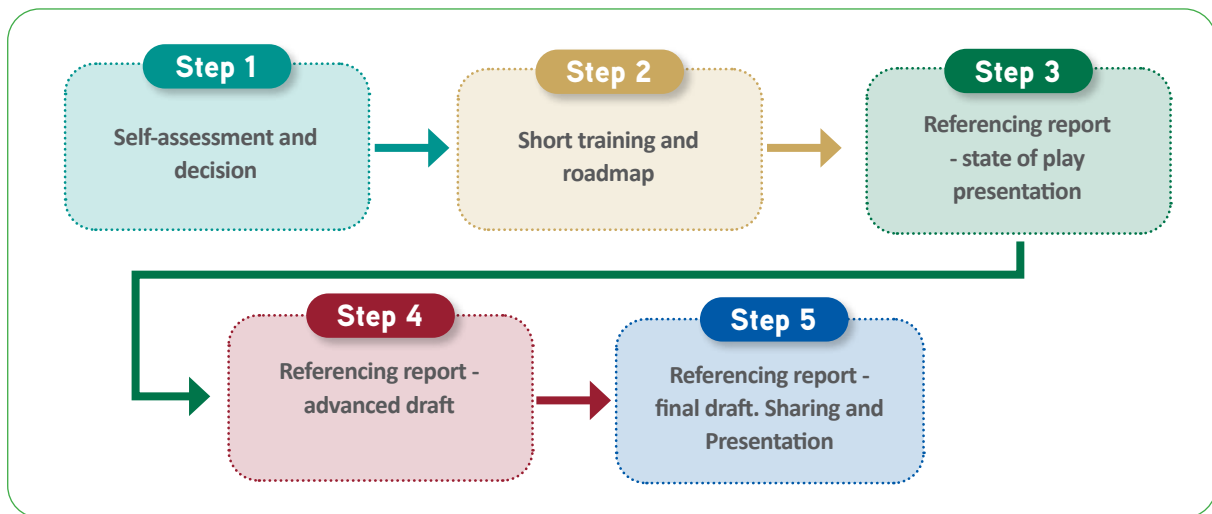 Step 1
Self-assessment and
decision
Step 2
Short training and
roadmap
Step 3
Referencing report
- state of play
presentation
Step 4
Referencing report -
advanced draft
Step 5
Referencing report -
final draft. Sharing and
Presentation